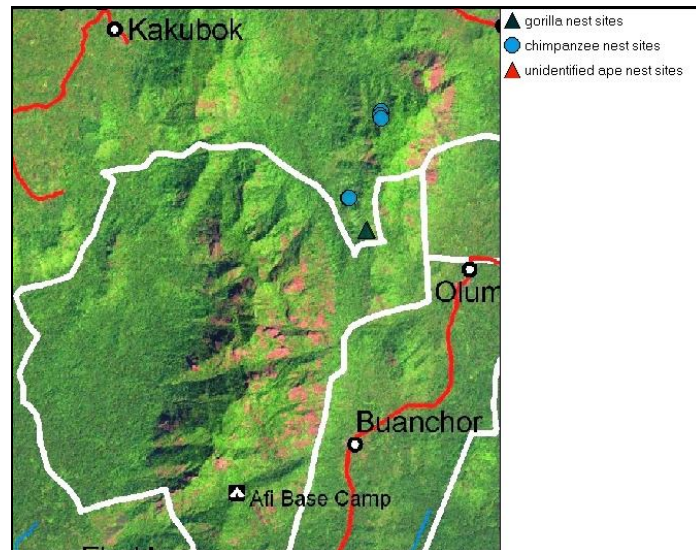 Kakubok
gorilla nest sites
chimpanzee nest sites
unidentified ape nest sites
Olum
Buanchor
Afi Base Camp